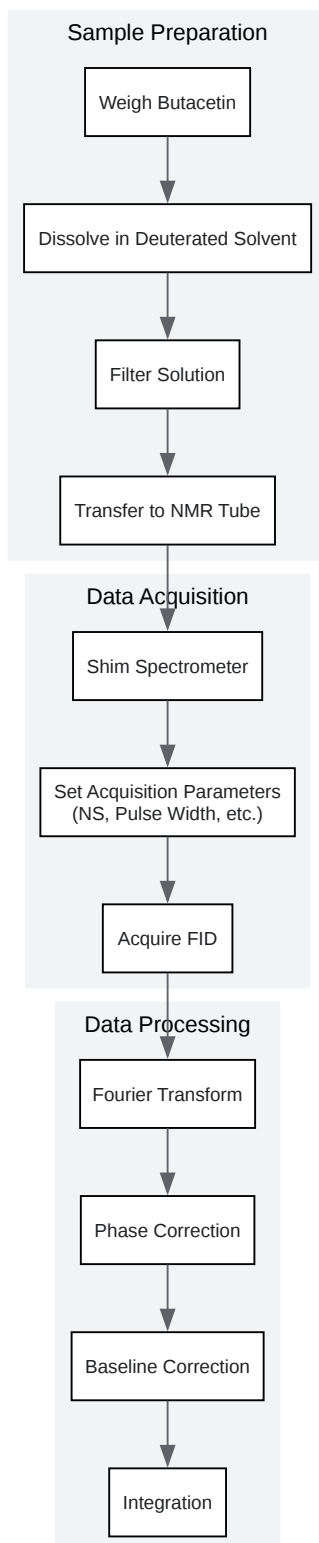 Sample Preparation
Weigh Butacetin
Dissolve in Deuterated Solvent
Filter Solution
Transfer to NMR Tube
Data Acquisition
Shim Spectrometer
Set Acquisition Parameters
(NS, Pulse Width, etc.)
Acquire FID
Data Processing
Fourier Transform
Phase Correction
Baseline Correction
Integration